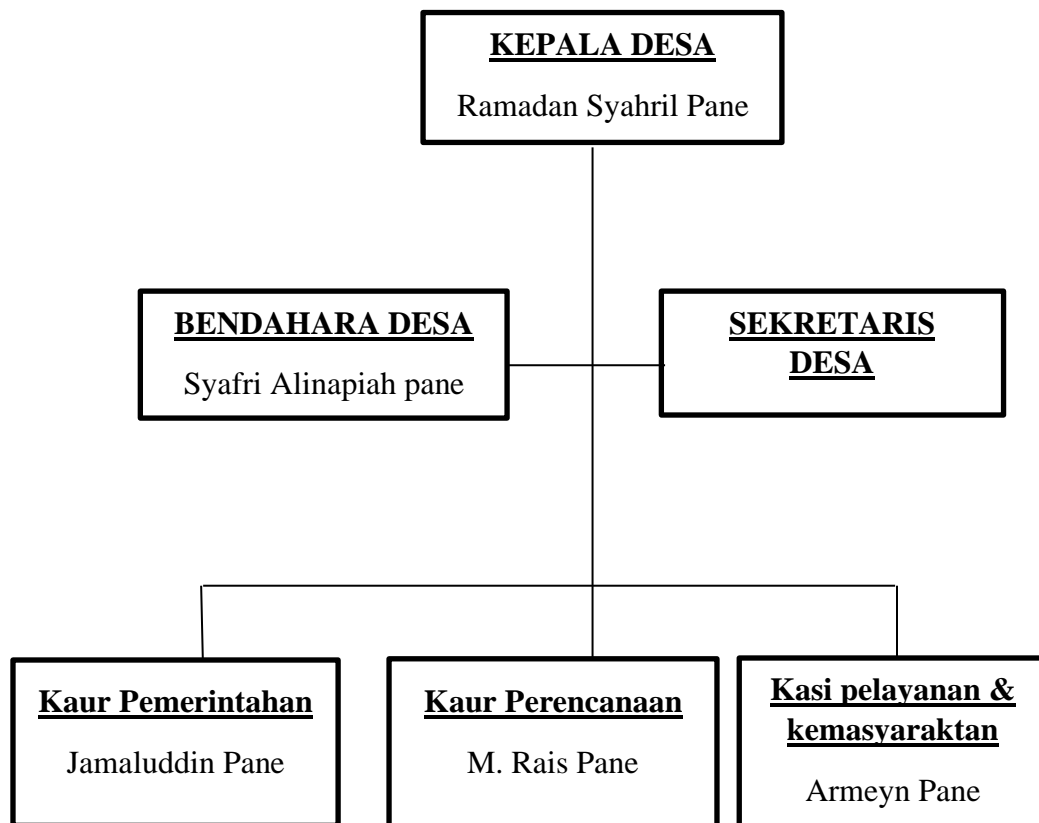 KEPALA DESA
Ramadan Syahril Pane
BENDAHARA DESA
Syafri Alinapiah pane
SEKRETARIS
DESA
Kaur Pemerintahan
Jamaluddin Pane
Kaur Perencanaan
M. Rais Pane
Kasi pelayanan &
kemasyaraktan
Armeyn Pane